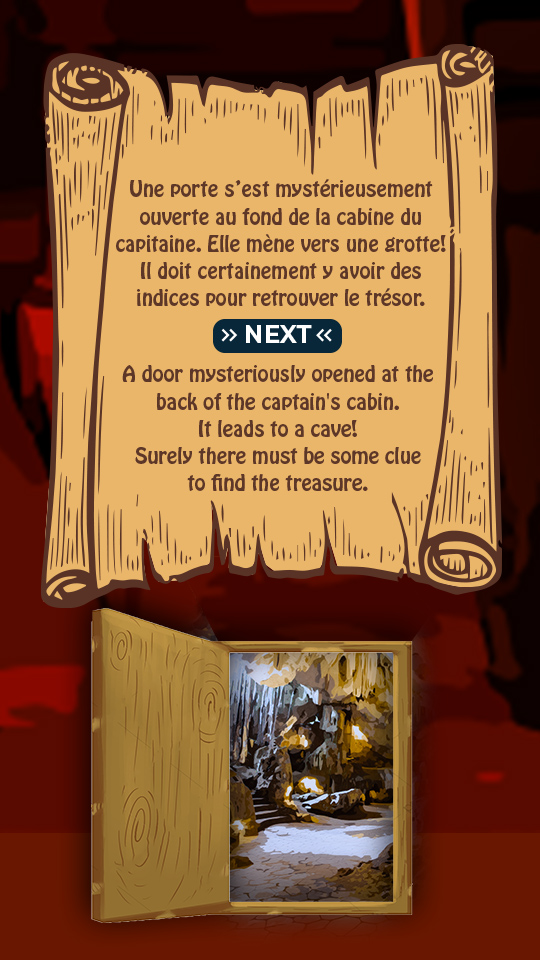 Une porte s'est mystérieusement
ouverte au fond de la cabine du
capitaine. Elle mène vers une grotte!
Il doit certainement y avoir des
indices pour retrouver le trésor.
>> NEXT <<
A door mysteriously opened at the
back of the captain's cabin.
It leads to a cave!
Surely there must be some clue
to find the treasure.